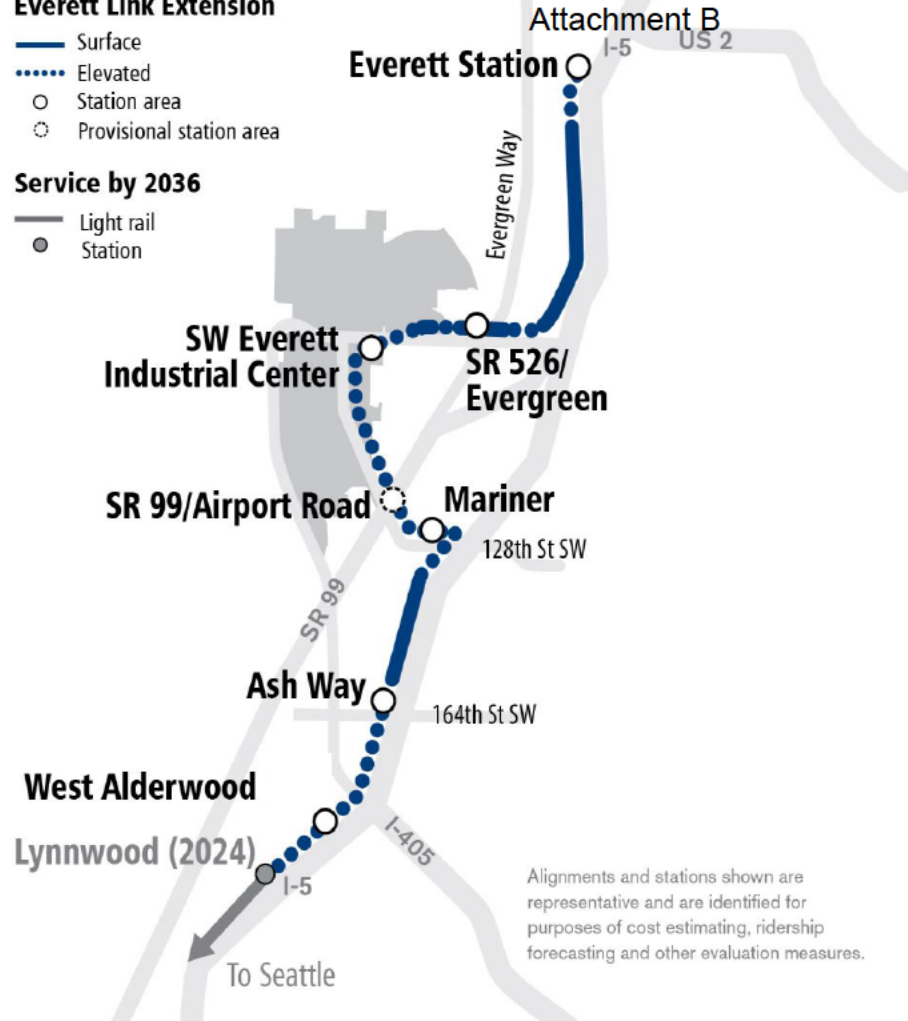 Everett Link Extension
Surface
Elevated
Station area
Provisional station area
Service by 2036
Light rail
Station
Attachment B
I-5
US 2
Everett Station
Evergreen Way
SW Everett
Industrial Center
SR 526/
Evergreen
SR 99/Airport Road
Mariner
128th St SW
SR 99
Ash Way
164th St SW
West Alderwood
Lynnwood (2024)
I-405
I-5
To Seattle
Alignments and stations shown are
representative and are identified for
purposes of cost estimating, ridership
forecasting and other evaluation measures.